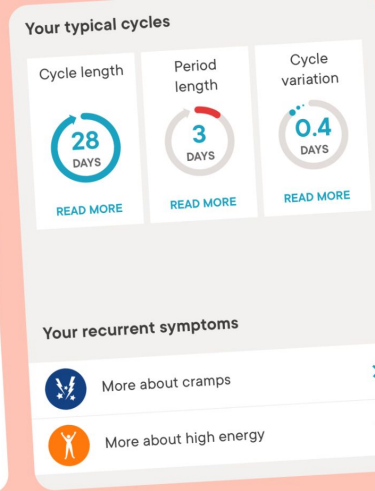 Your typical cycles
Cycle length
28
DAYS
READ MORE
Period
length
3
DAYS
READ MORE
Cycle
variation
0.4
DAYS
READ MORE
Your recurrent symptoms
More about cramps
More about high energy